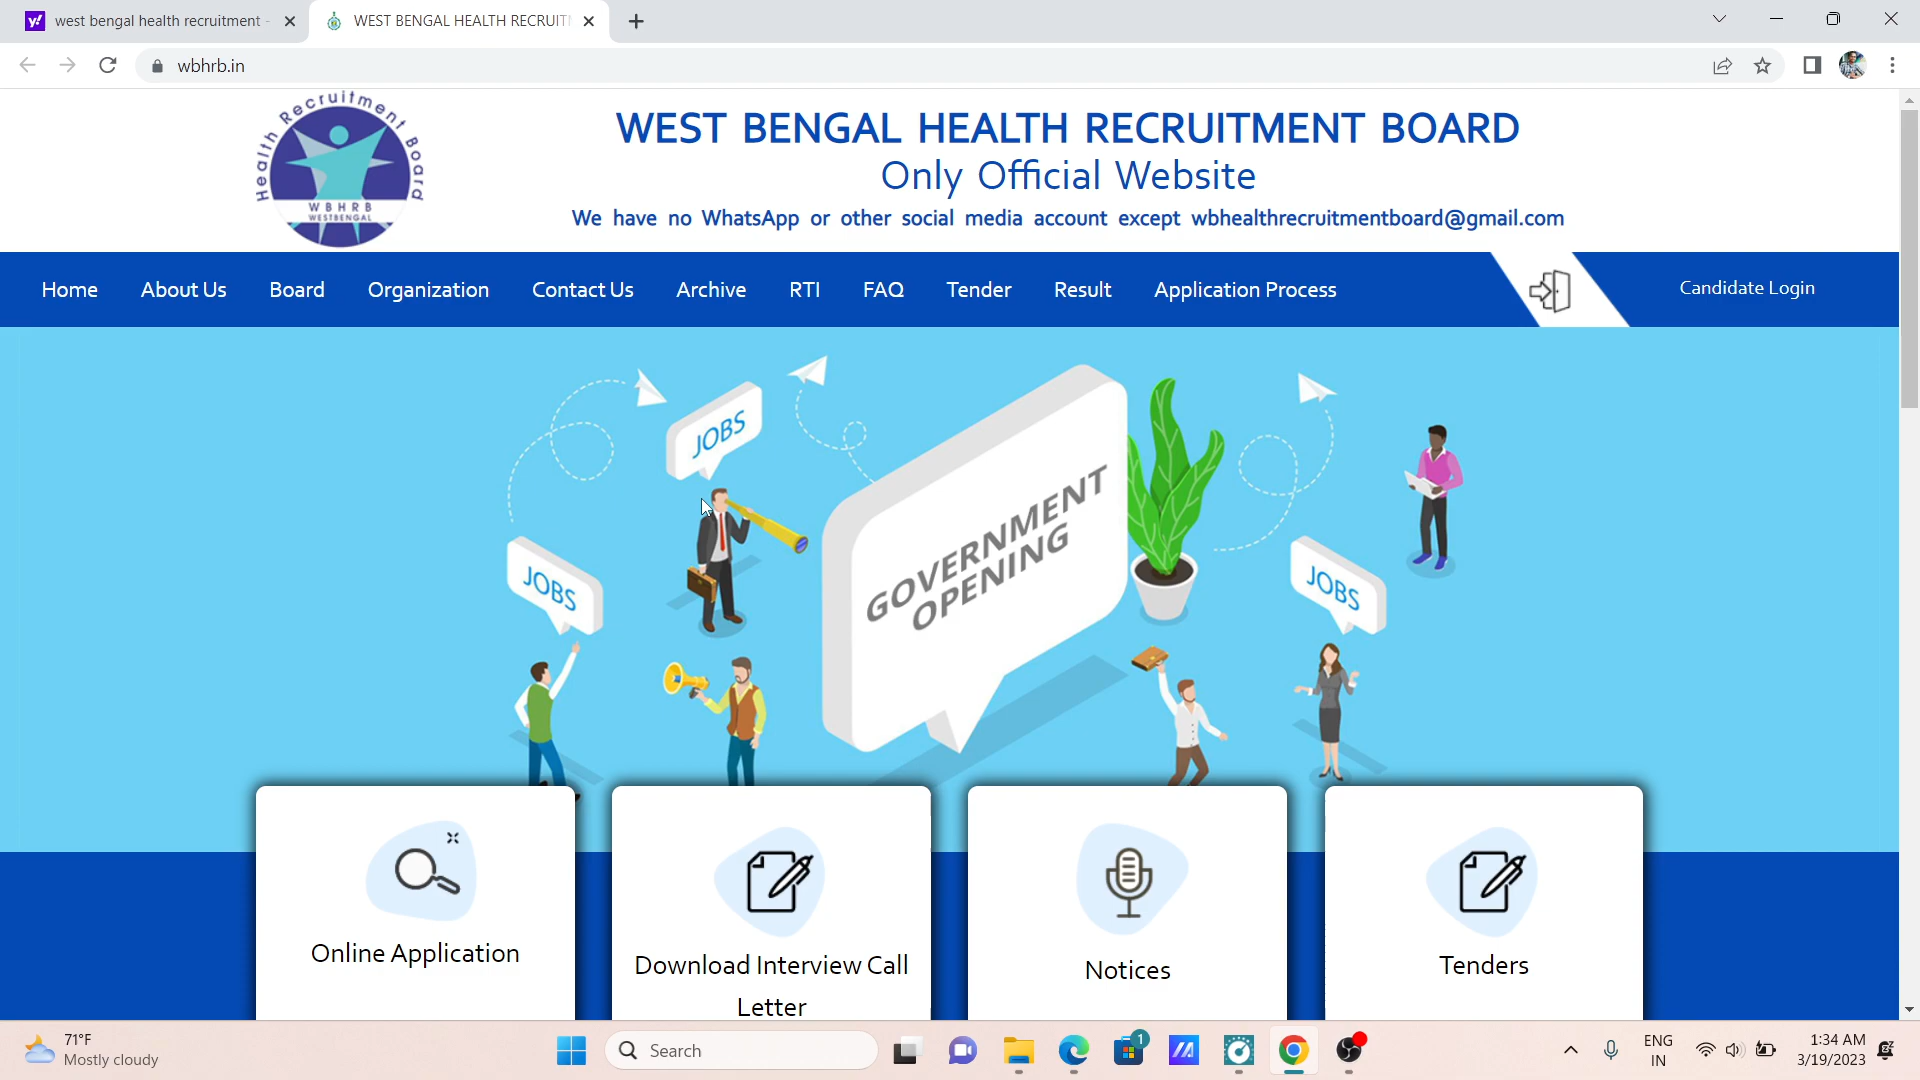 west bengal health recruitment -
WEST BENGAL HEALTH RECRUIT
wbhrb.in
Health Recruitment Board
WBHRB
WESTBENGAL
WEST BENGAL HEALTH RECRUITMENT BOARD
Only Official Website
We have no WhatsApp or other social media account except wbhealthrecruitmentboard@gmail.com
Home
About Us
Board
Organization
Contact Us
Archive
RTI
FAQ
Tender
Result
Application Process
Candidate Login
JOBS
GOVERNMENT
OPENING
JOBS
JOBS
Online Application
Download Interview Call
Letter
Notices
Tenders
71°F
Mostly cloudy
Search
1
ENG
IN
1:34 AM
3/19/2023